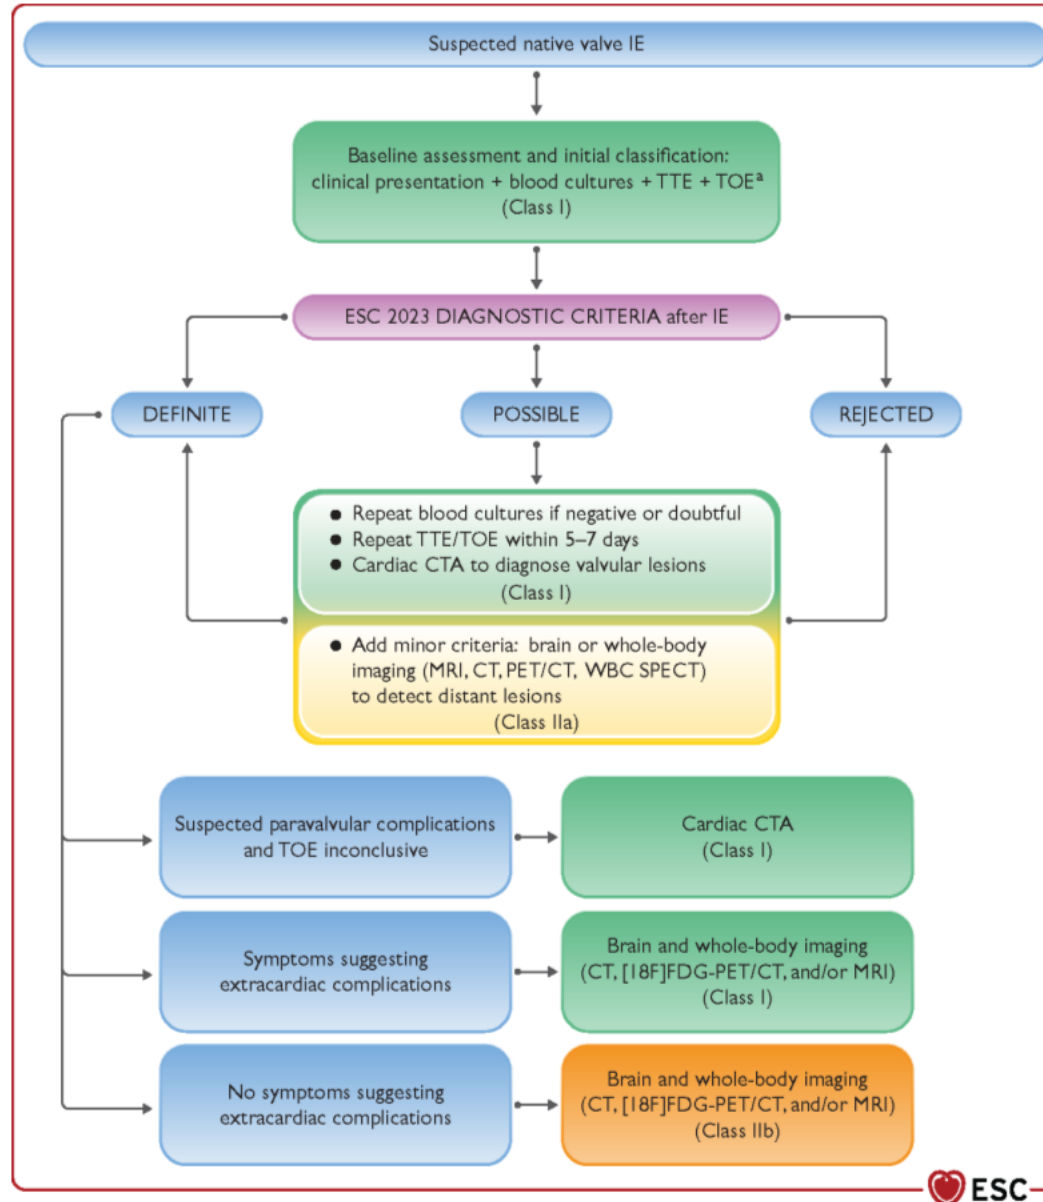 Suspected native valve IE
Baseline assessment and initial classification:
clinical presentation + blood cultures + TTE + TOEª
(Class I)
ESC 2023 DIAGNOSTIC CRITERIA after IE
DEFINITE
POSSIBLE
REJECTED
● Repeat blood cultures if negative or doubtful
● Repeat TTE/TOE within 5–7 days
● Cardiac CTA to diagnose valvular lesions
(Class I)
● Add minor criteria: brain or whole-body
imaging (MRI, CT, PET/CT, WBC SPECT)
to detect distant lesions
(Class IIa)
Suspected paravalvular complications
and TOE inconclusive
Cardiac CTA
(Class I)
Symptoms suggesting
extracardiac complications
Brain and whole-body imaging
(CT, [18F]FDG-PET/CT, and/or MRI)
(Class I)
No symptoms suggesting
extracardiac complications
Brain and whole-body imaging
(CT, [18F]FDG-PET/CT, and/or MRI)
(Class IIb)
ESC